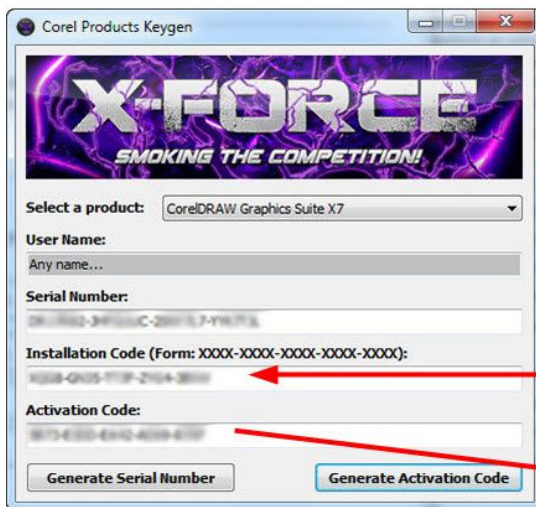 Corel Products Keygen
X-FORCE
SMOKING THE COMPETITION!
Select a product: CorelDRAW Graphics Suite X7
User Name:
Any name...
Serial Number:
Installation Code (Form: XXXX-XXXX-XXXX-XXXX-XXXX):
Activation Code:
Generate Serial Number Generate Activation Code